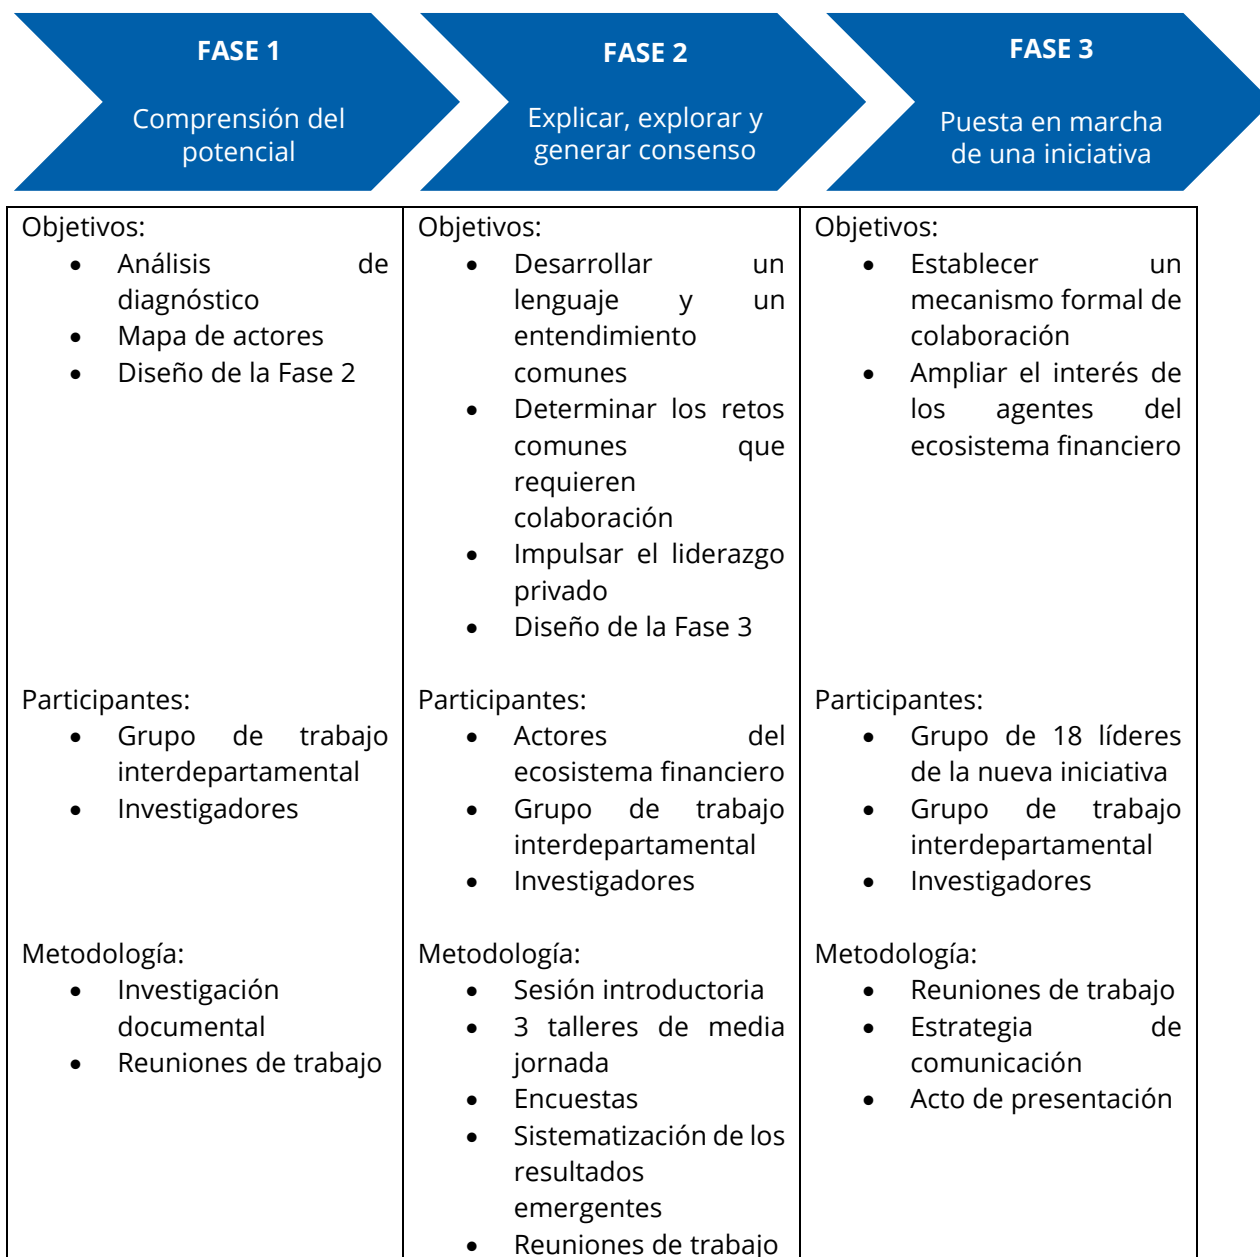 FASE 1
Comprensión del
potencial
FASE 2
Explicar, explorar y
generar consenso
FASE 3
Puesta en marcha
de una iniciativa
Objetivos:
• Análisis de
diagnóstico
• Mapa de actores
• Diseño de la Fase 2
Participantes:
• Grupo de trabajo
interdepartamental
• Investigadores
Metodología:
• Investigación
documental
• Reuniones de trabajo
Objetivos:
• Desarrollar un
lenguaje y un
entendimiento
comunes
• Determinar los retos
comunes que
requieren
colaboración
• Impulsar el liderazgo
privado
• Diseño de la Fase 3
Participantes:
• Actores del
ecosistema financiero
• Grupo de trabajo
interdepartamental
• Investigadores
Metodología:
• Sesión introductoria
• 3 talleres de media
jornada
• Encuestas
• Sistematización de los
resultados
emergentes
• Reuniones de trabajo
Objetivos:
• Establecer un
mecanismo formal de
colaboración
• Ampliar el interés de
los agentes del
ecosistema financiero
Participantes:
• Grupo de 18 líderes
de la nueva iniciativa
• Grupo de trabajo
interdepartamental
• Investigadores
Metodología:
• Reuniones de trabajo
• Estrategia de
comunicación
• Acto de presentación